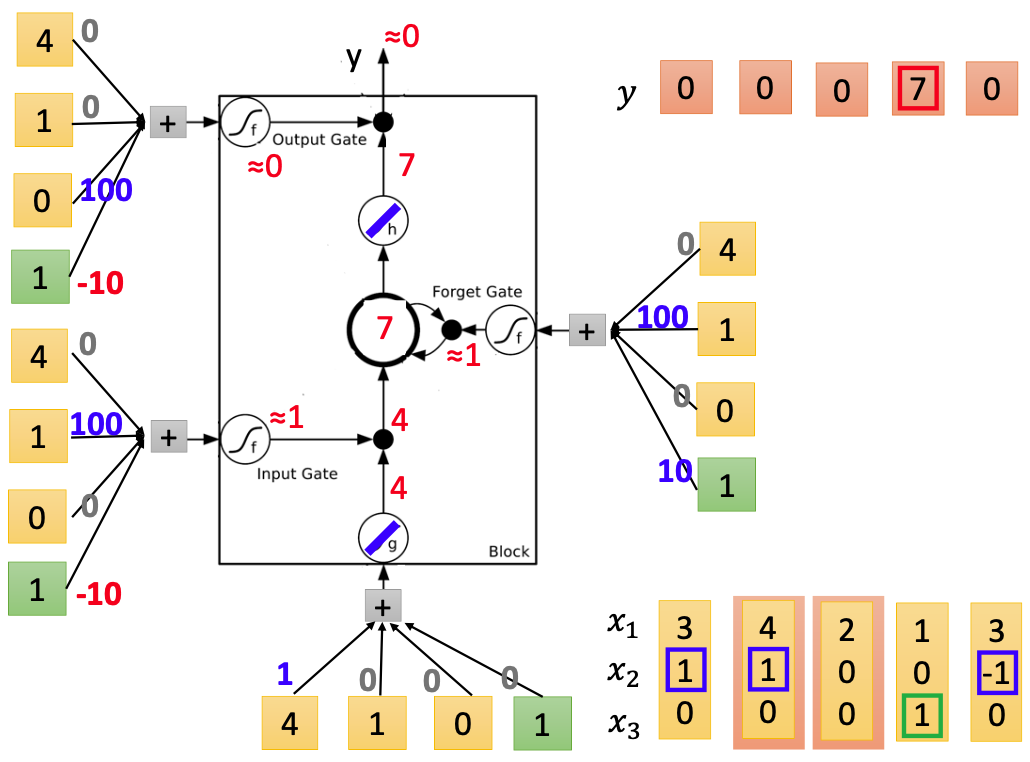 4 0
1 0
0 100
1 -10
y ≈0
f Output Gate
≈0
7
h
y 0 0 0 7 0
4 0
1 100
0 0
1 -10
≈1 f
Input Gate
7
Forget Gate
f
≈1
4
4
g
Block
0 4
100 1
0 0
10 1
+
+
+
+
1 0 0 0
4 1 0 1
x1 3 4 2 1 3
x2 1 1 0 0 -1
x3 0 0 0 1 0